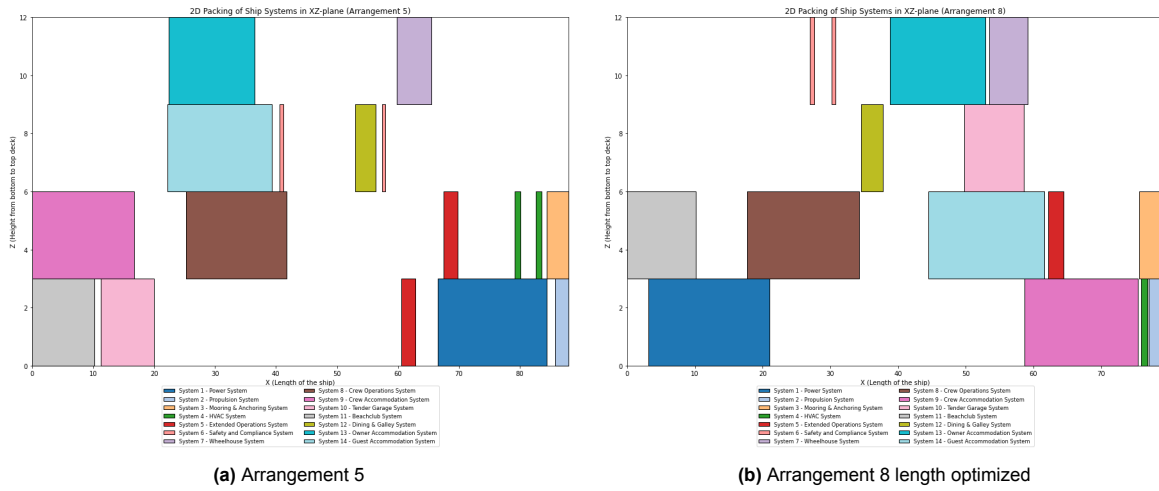 2D Packing of Ship Systems in XZ-plane (Arrangement 5)
Z (Height from bottom to top deck)
12
10
8
6
4
2
0
0 10 20 30 40 50 60 70 80
X (Length of the ship)
System 1 - Power System
System 2 - Propulsion System
System 3 - Mooring & Anchoring System
System 4 - HVAC System
System 5 - Extended Operations System
System 6 - Safety and Compliance System
System 7 - Wheelhouse System
System 8 - Crew Operations System
System 9 - Crew Accommodation System
System 10 - Tender Garage System
System 11 - Beachclub System
System 12 - Dining & Galley System
System 13 - Owner Accommodation System
System 14 - Guest Accommodation System
(a) Arrangement 5
2D Packing of Ship Systems in XZ-plane (Arrangement 8)
Z (Height from bottom to top deck)
12
10
8
6
4
2
0
0 10 20 30 40 50 60 70
X (Length of the ship)
System 1 - Power System
System 2 - Propulsion System
System 3 - Mooring & Anchoring System
System 4 - HVAC System
System 5 - Extended Operations System
System 6 - Safety and Compliance System
System 7 - Wheelhouse System
System 8 - Crew Operations System
System 9 - Crew Accommodation System
System 10 - Tender Garage System
System 11 - Beachclub System
System 12 - Dining & Galley System
System 13 - Owner Accommodation System
System 14 - Guest Accommodation System
(b) Arrangement 8 length optimized